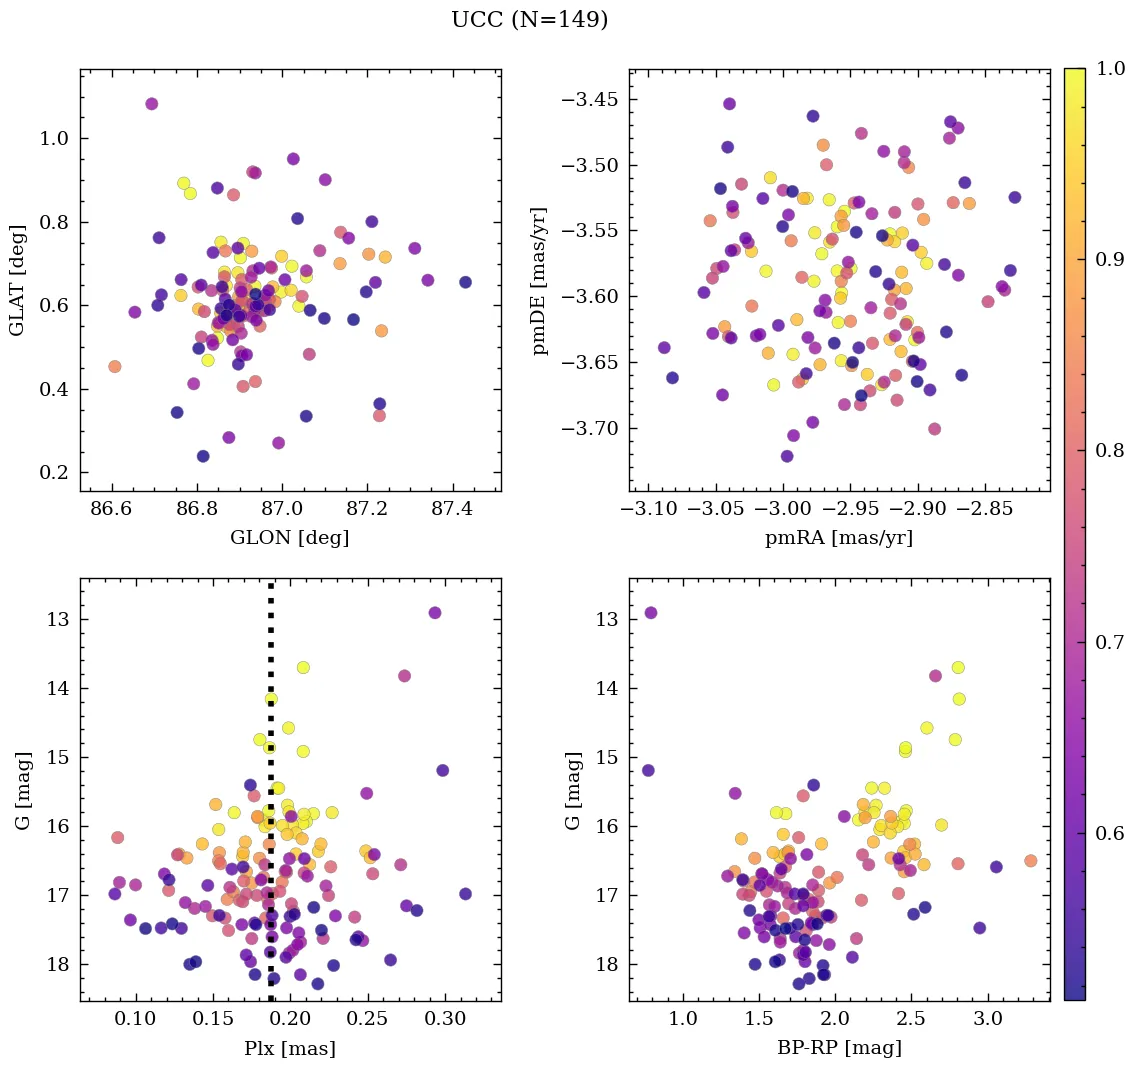 UCC (N=149)
1.0
0.8
0.6
0.4
0.2
GLAT [deg]
86.6 86.8 87.0 87.2 87.4
GLON [deg]
−3.45
−3.50
−3.55
−3.60
−3.65
−3.70
pmDE [mas/yr]
−3.10 −3.05 −3.00 −2.95 −2.90 −2.85
pmRA [mas/yr]
13
14
15
16
17
18
G [mag]
0.10 0.15 0.20 0.25 0.30
Plx [mas]
13
14
15
16
17
18
G [mag]
1.0 1.5 2.0 2.5 3.0
BP-RP [mag]
1.0
0.9
0.8
0.7
0.6